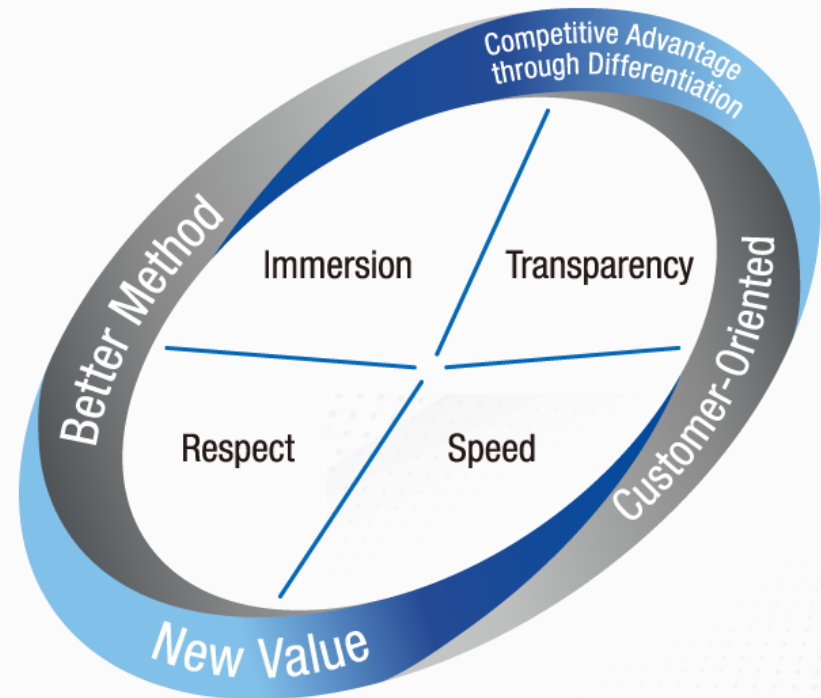 Competitive Advantage
through Differentiation
Better Method
Immersion
Transparency
Customer-Oriented
Respect
Speed
New Value